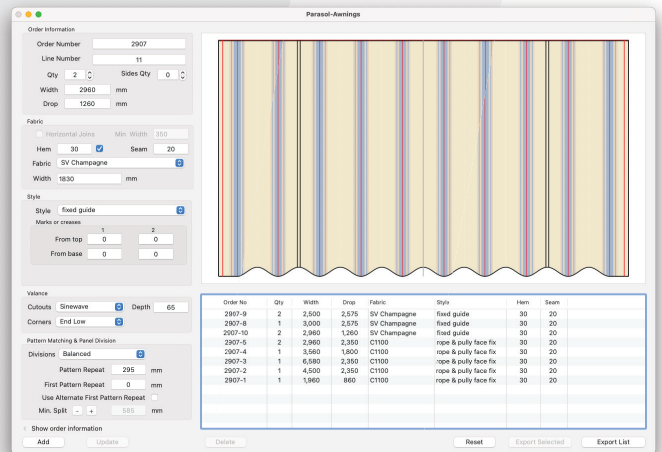 Parasol-Awnings
Order Information
Order Number 2907
Line Number 11
Qty 2 Sides Qty 0
Width 2960 mm
Drop 1260 mm
Fabric
Horizontal Joins Min Width 350
Hem 30 Seam 20
Fabric SV Champagne
Width 1830 mm
Style
Style fixed guide
Marks or creases
1 2
From top 0 0
From base 0 0
Valance
Cutouts Sinewave Depth 65
Corners End Low
Pattern Matching & Panel Division
Divisions Balanced
Pattern Repeat 295 mm
First Pattern Repeat 0 mm
Use Alternate First Pattern Repeat
Min. Split - + 585 mm
Show order information
Add Update
Order No Qty Width Drop Fabric Style Hem Seam
2907-9 2 2,500 2,575 SV Champagne fixed guide 30 20
2907-8 1 3,000 2,575 SV Champagne fixed guide 30 20
2907-10 2 2,960 1,260 SV Champagne fixed guide 30 20
2907-5 2 2,960 2,350 C1100 rope & pully face fix 30 20
2907-4 1 3,560 1,800 C1100 rope & pully face fix 30 20
2907-3 1 6,580 2,350 C1100 rope & pully face fix 30 20
2907-2 1 4,500 2,350 C1100 rope & pully face fix 30 20
2907-1 1 1,960 860 C1100 rope & pully face fix 30 20
Delete Reset Export Selected Export List